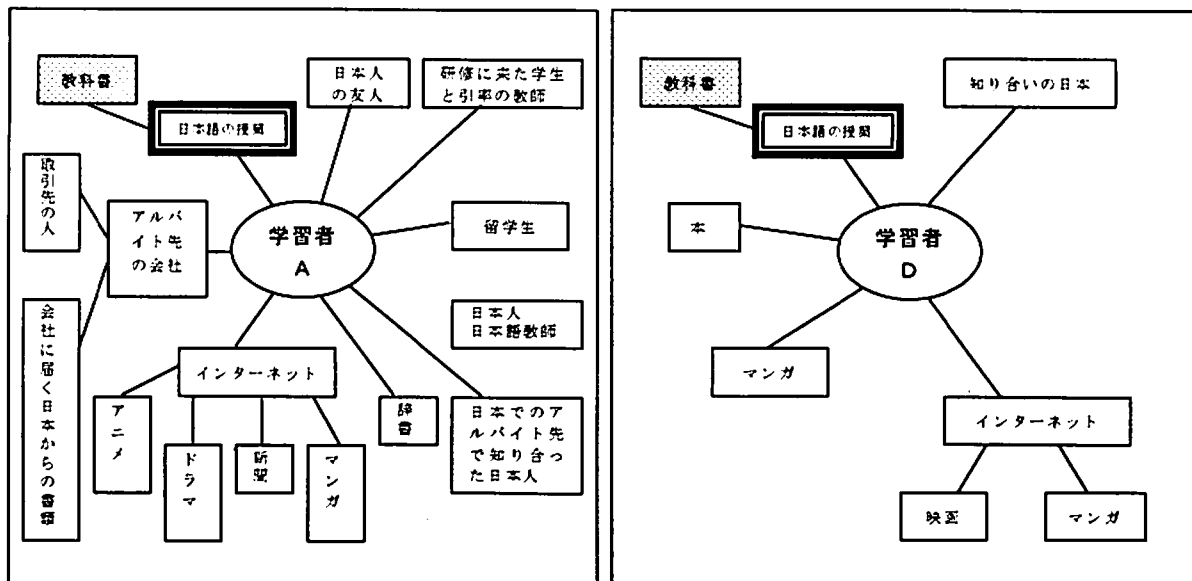 教科書
日本語の授業
日本人
の友人
研修に来た学生
と引率の教師
取引先の人
アルバ
イト先
の会社
学習者
A
留学生
日本人
日本語教師
会社に届く日本からの書類
インターネット
アニメ
ドラマ
新聞
マンガ
辞書
日本でのア
ルバイト先
で知り合っ
た日本人
教科書
日本語の授業
知り合いの日本
本
学習者
D
マンガ
インターネット
映画
マンガ